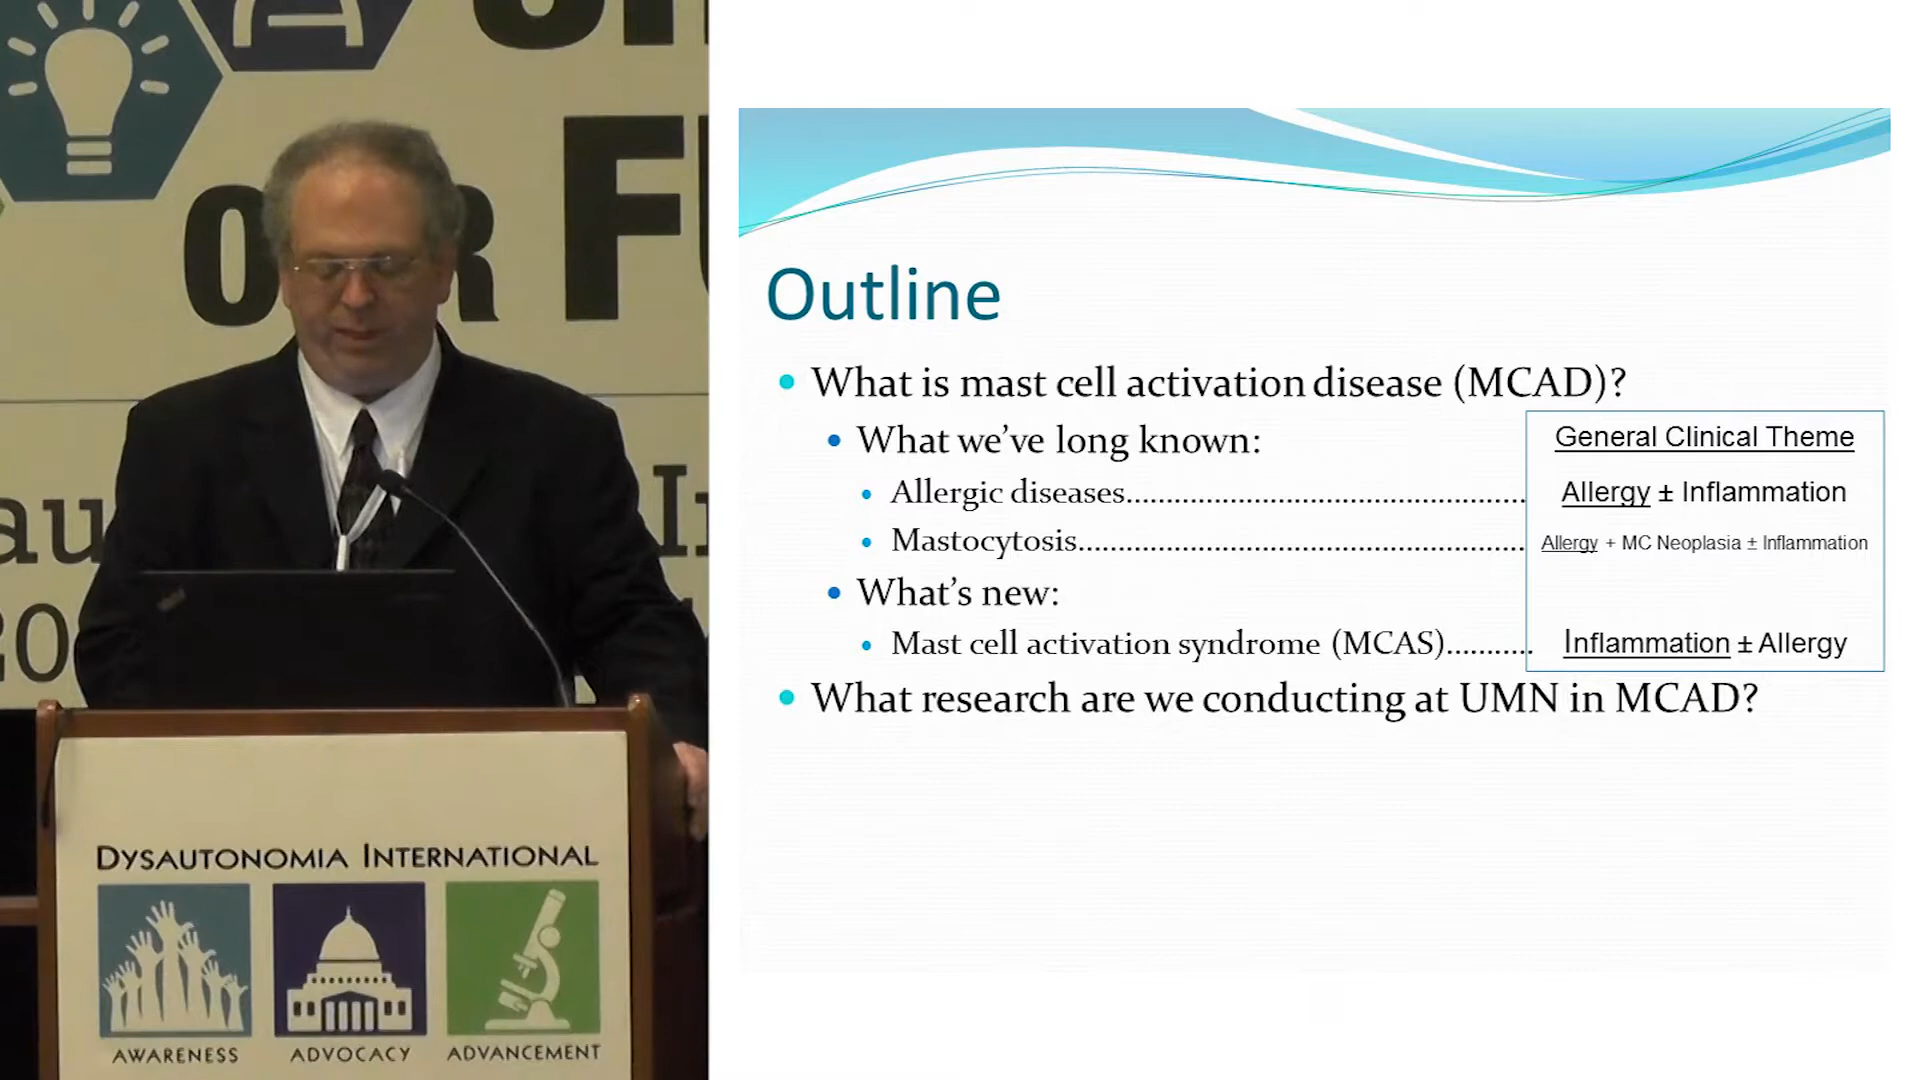 OUR
Outline
What is mast cell activation disease (MCAD)?
What we've long known:
Allergic diseases
Mastocytosis
What's new:
Mast cell activation syndrome (MCAS)
What research are we conducting at UMN in MCAD?
General Clinical Theme
Allergy ± Inflammation
Allergy + MC Neoplasia ± Inflammation
Inflammation ± Allergy
DYSAUTONOMIA INTERNATIONAL
AWARENESS
ADVOCACY
ADVANCEMENT